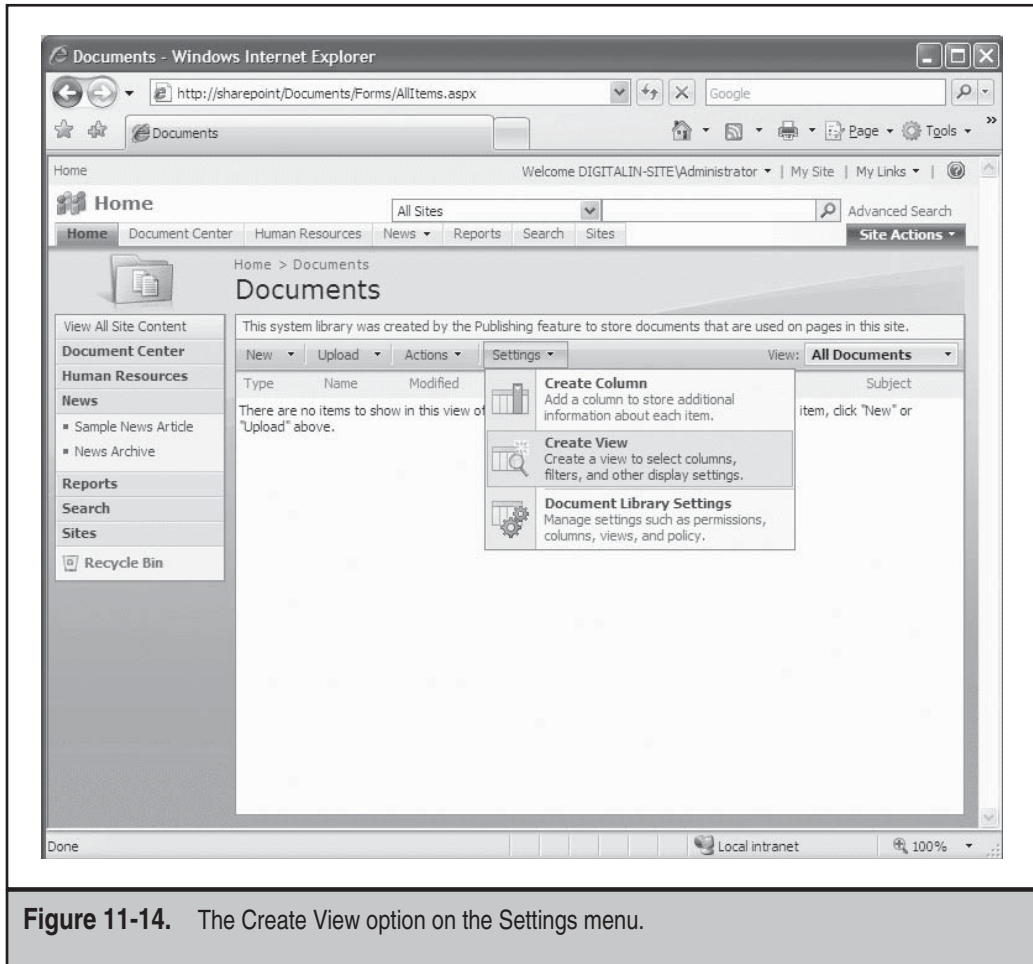 Documents - Windows Internet Explorer
http://sharepoint/Documents/Forms/AllItems.aspx
Google
Documents
Page
Tools
Home
Welcome DIGITALIN-SITE\Administrator | My Site | My Links |
Home
All Sites
Advanced Search
Home Document Center Human Resources News Reports Search Sites
Site Actions
Home > Documents
Documents
View All Site Content
Document Center
Human Resources
News
Sample News Article
News Archive
Reports
Search
Sites
Recycle Bin
This system library was created by the Publishing feature to store documents that are used on pages in this site.
New Upload Actions Settings View: All Documents
Type Name Modified Subject
There are no items to show in this view of item, click "New" or
"Upload" above.
Create Column
Add a column to store additional
information about each item.
Create View
Create a view to select columns,
filters, and other display settings.
Document Library Settings
Manage settings such as permissions,
columns, views, and policy.
Done
Local intranet
100%
Figure 11-14. The Create View option on the Settings menu.